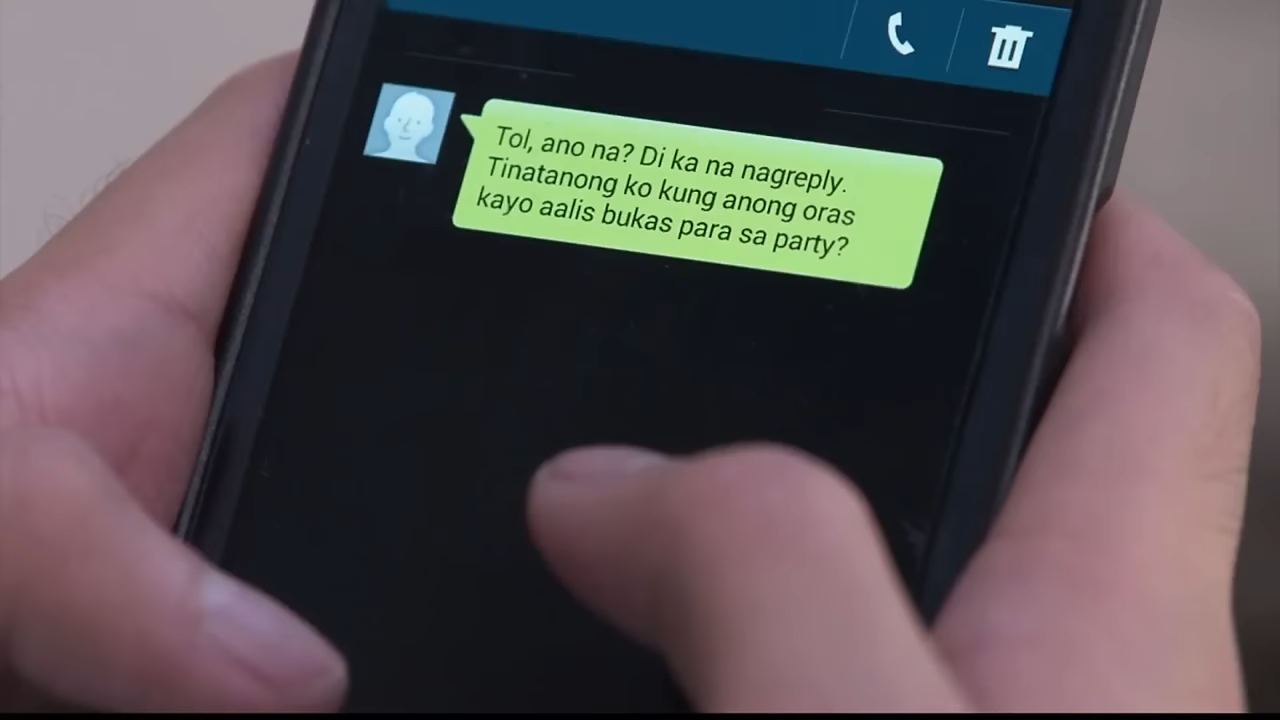 Tol, ano na? Di ka na nagreply.
Tinatanong ko kung anong oras
kayo aalis bukas para sa party?